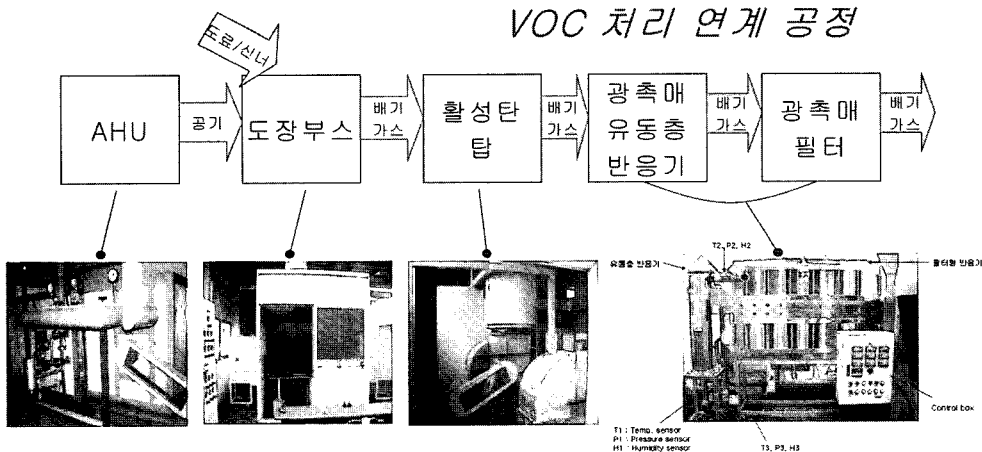 VOC 처리 연계 공정
도료/신너
AHU
공기
도장부스
배기
가스
활성탄
탑
배기
가스
광촉매
유동층
반응기
배기
가스
광촉매
필터
배기
가스
T2, P2, H2
유동층 반응기
필터형 반응기
Control box
T1 : Temp. sensor
P1 : Pressure sensor
H1 : Humidity sensor
T3, P3, H3